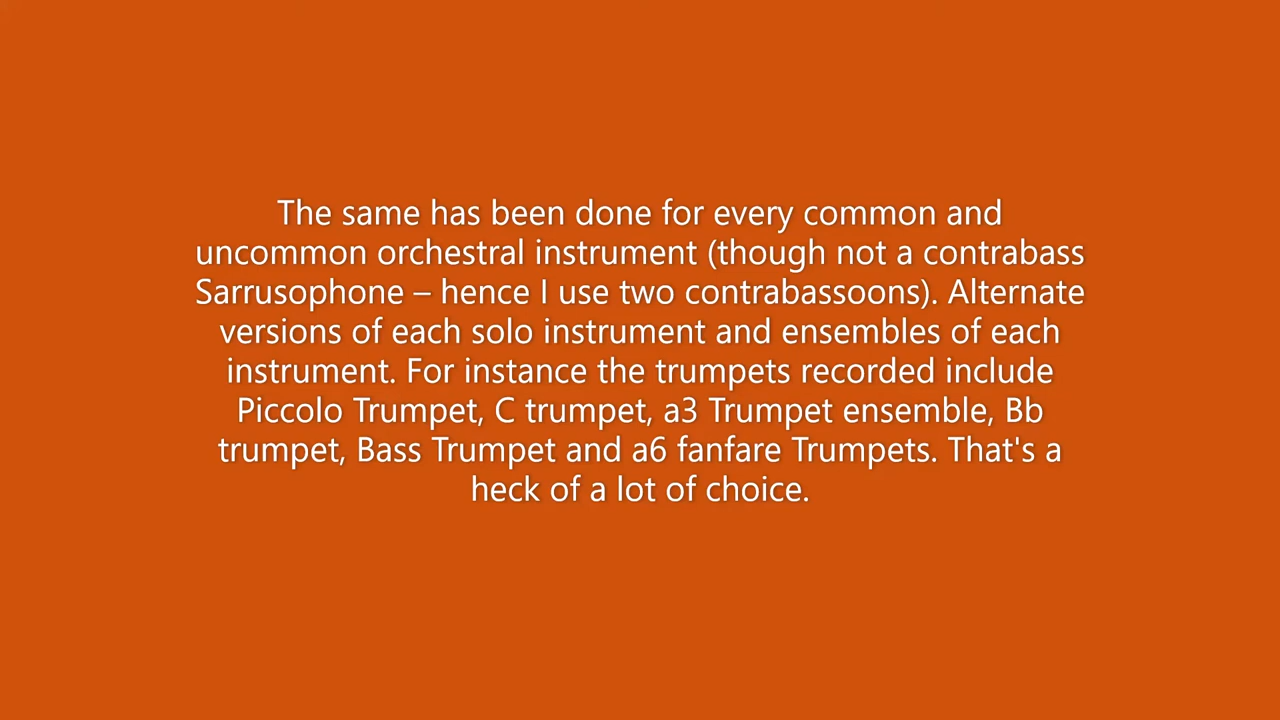 The same has been done for every common and
uncommon orchestral instrument (though not a contrabass
Sarrusophone – hence I use two contrabassoons). Alternate
versions of each solo instrument and ensembles of each
instrument. For instance the trumpets recorded include
Piccolo Trumpet, C trumpet, a3 Trumpet ensemble, Bb
trumpet, Bass Trumpet and a6 fanfare Trumpets. That's a
heck of a lot of choice.